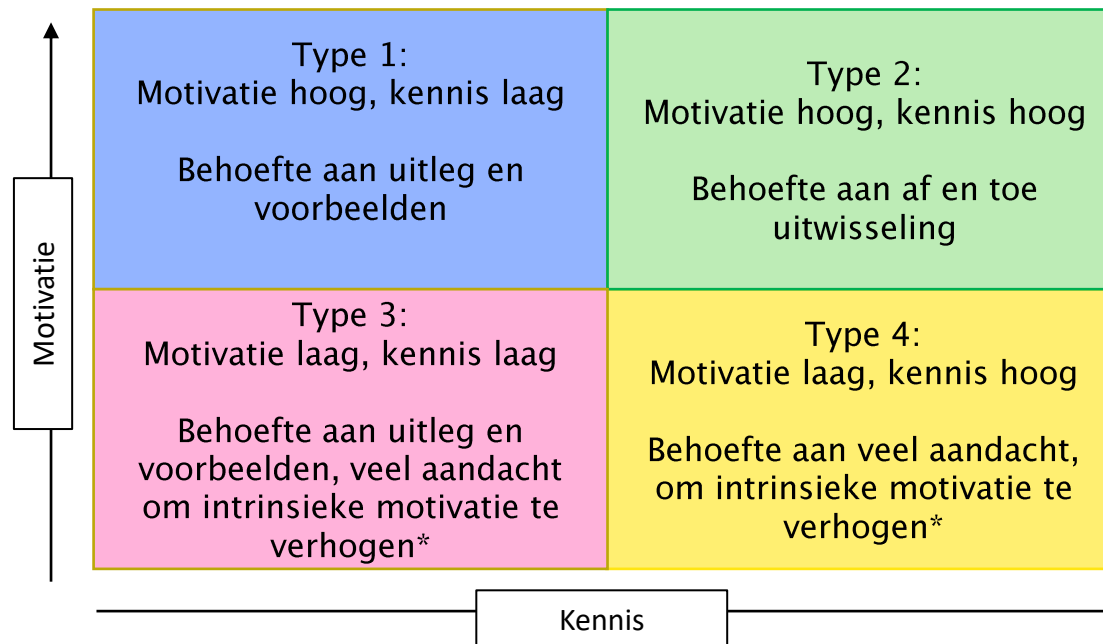 Type 1:
Motivatie hoog, kennis laag
Behoefte aan uitleg en
voorbeelden
Type 2:
Motivatie hoog, kennis hoog
Behoefte aan af en toe
uitwisseling
Motivatie
Type 3:
Motivatie laag, kennis laag
Behoefte aan uitleg en
voorbeelden, veel aandacht
om intrinsieke motivatie te
verhogen*
Type 4:
Motivatie laag, kennis hoog
Behoefte aan veel aandacht,
om intrinsieke motivatie te
verhogen*
Kennis